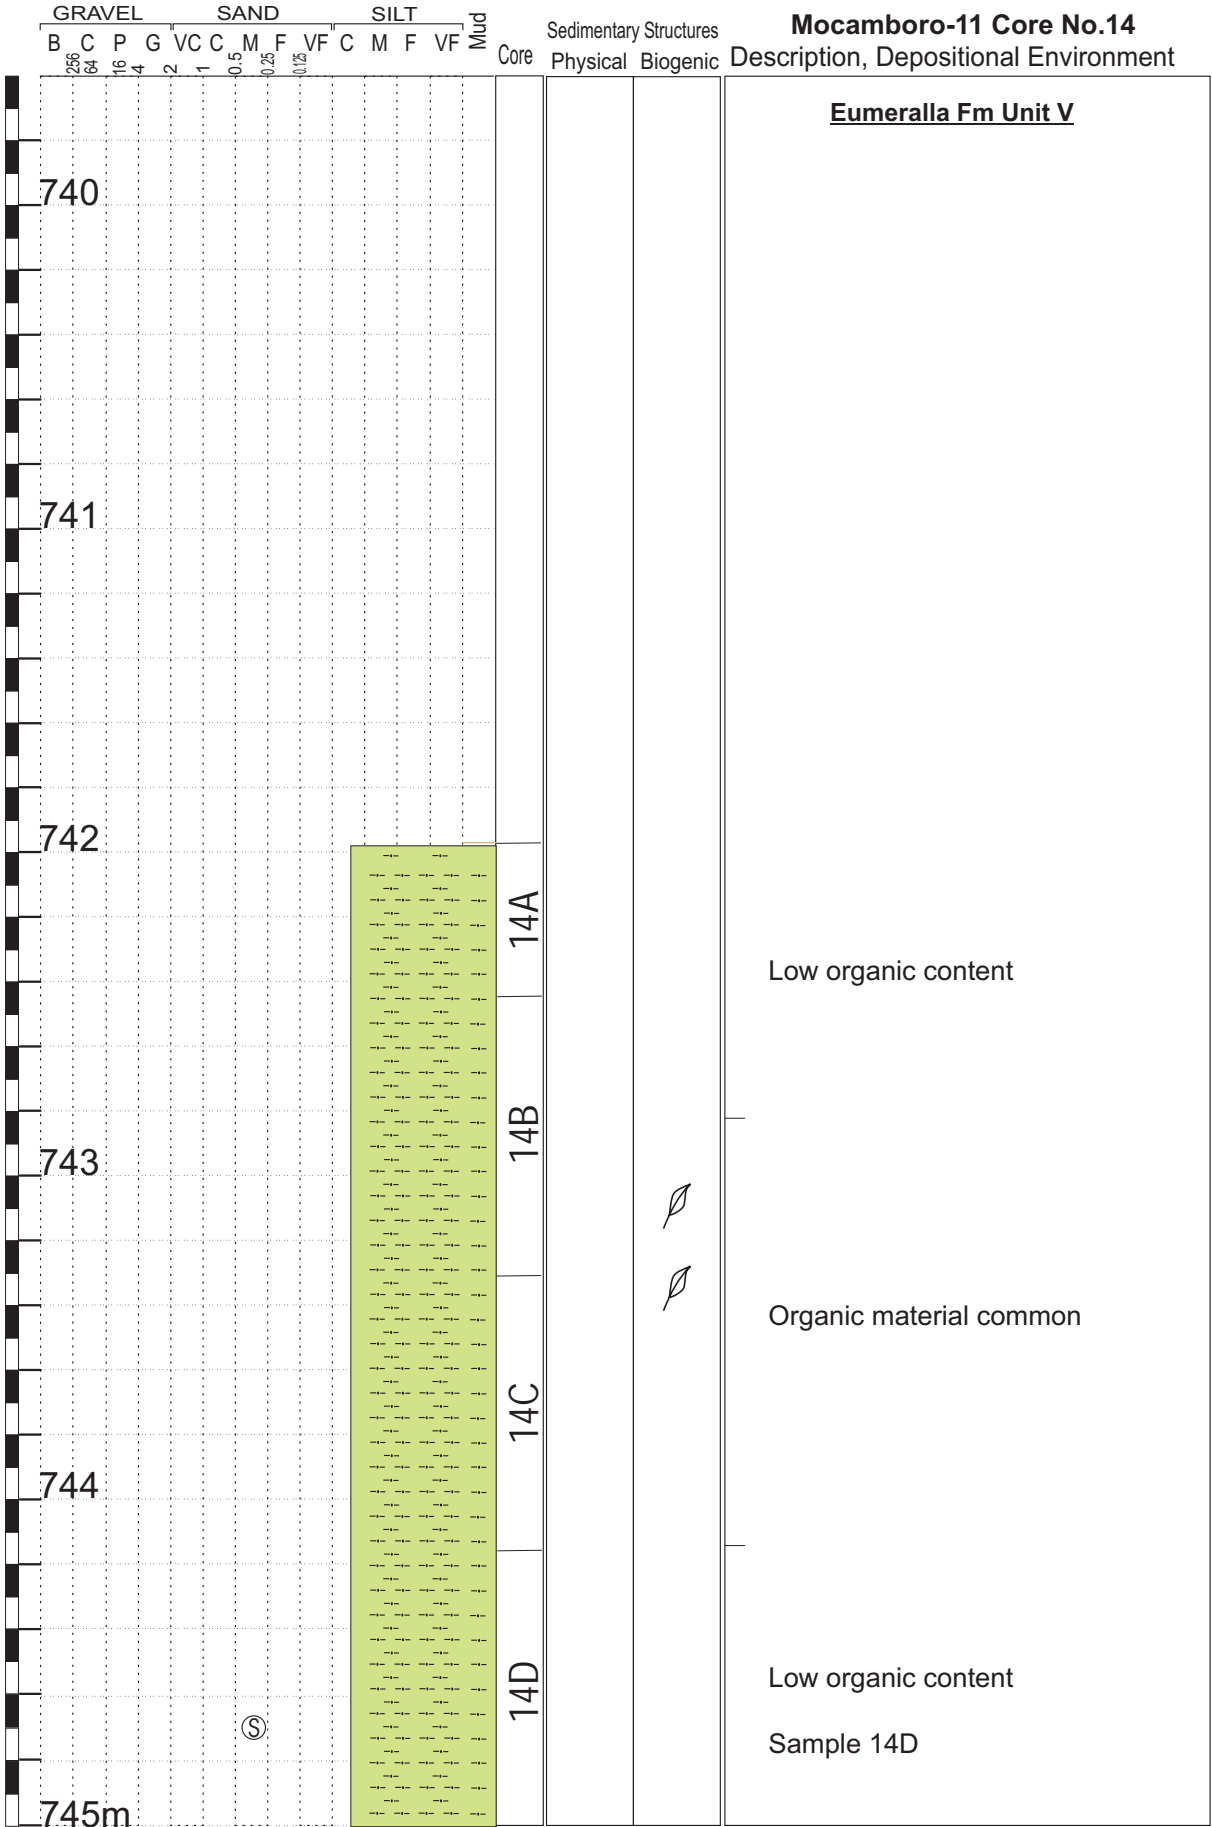 GRAVEL SAND SILT Mud
B C P G VC C M F VF C M F VF
256 64 16 4 2 1 0.5 0.25 0.125
Core
Sedimentary Structures
Physical Biogenic
Mocamboro-11 Core No.14
Description, Depositional Environment
Eumeralla Fm Unit V
740
741
742
14A
Low organic content
14B
743
Organic material common
14C
744
14D
Low organic content
S
Sample 14D
745m